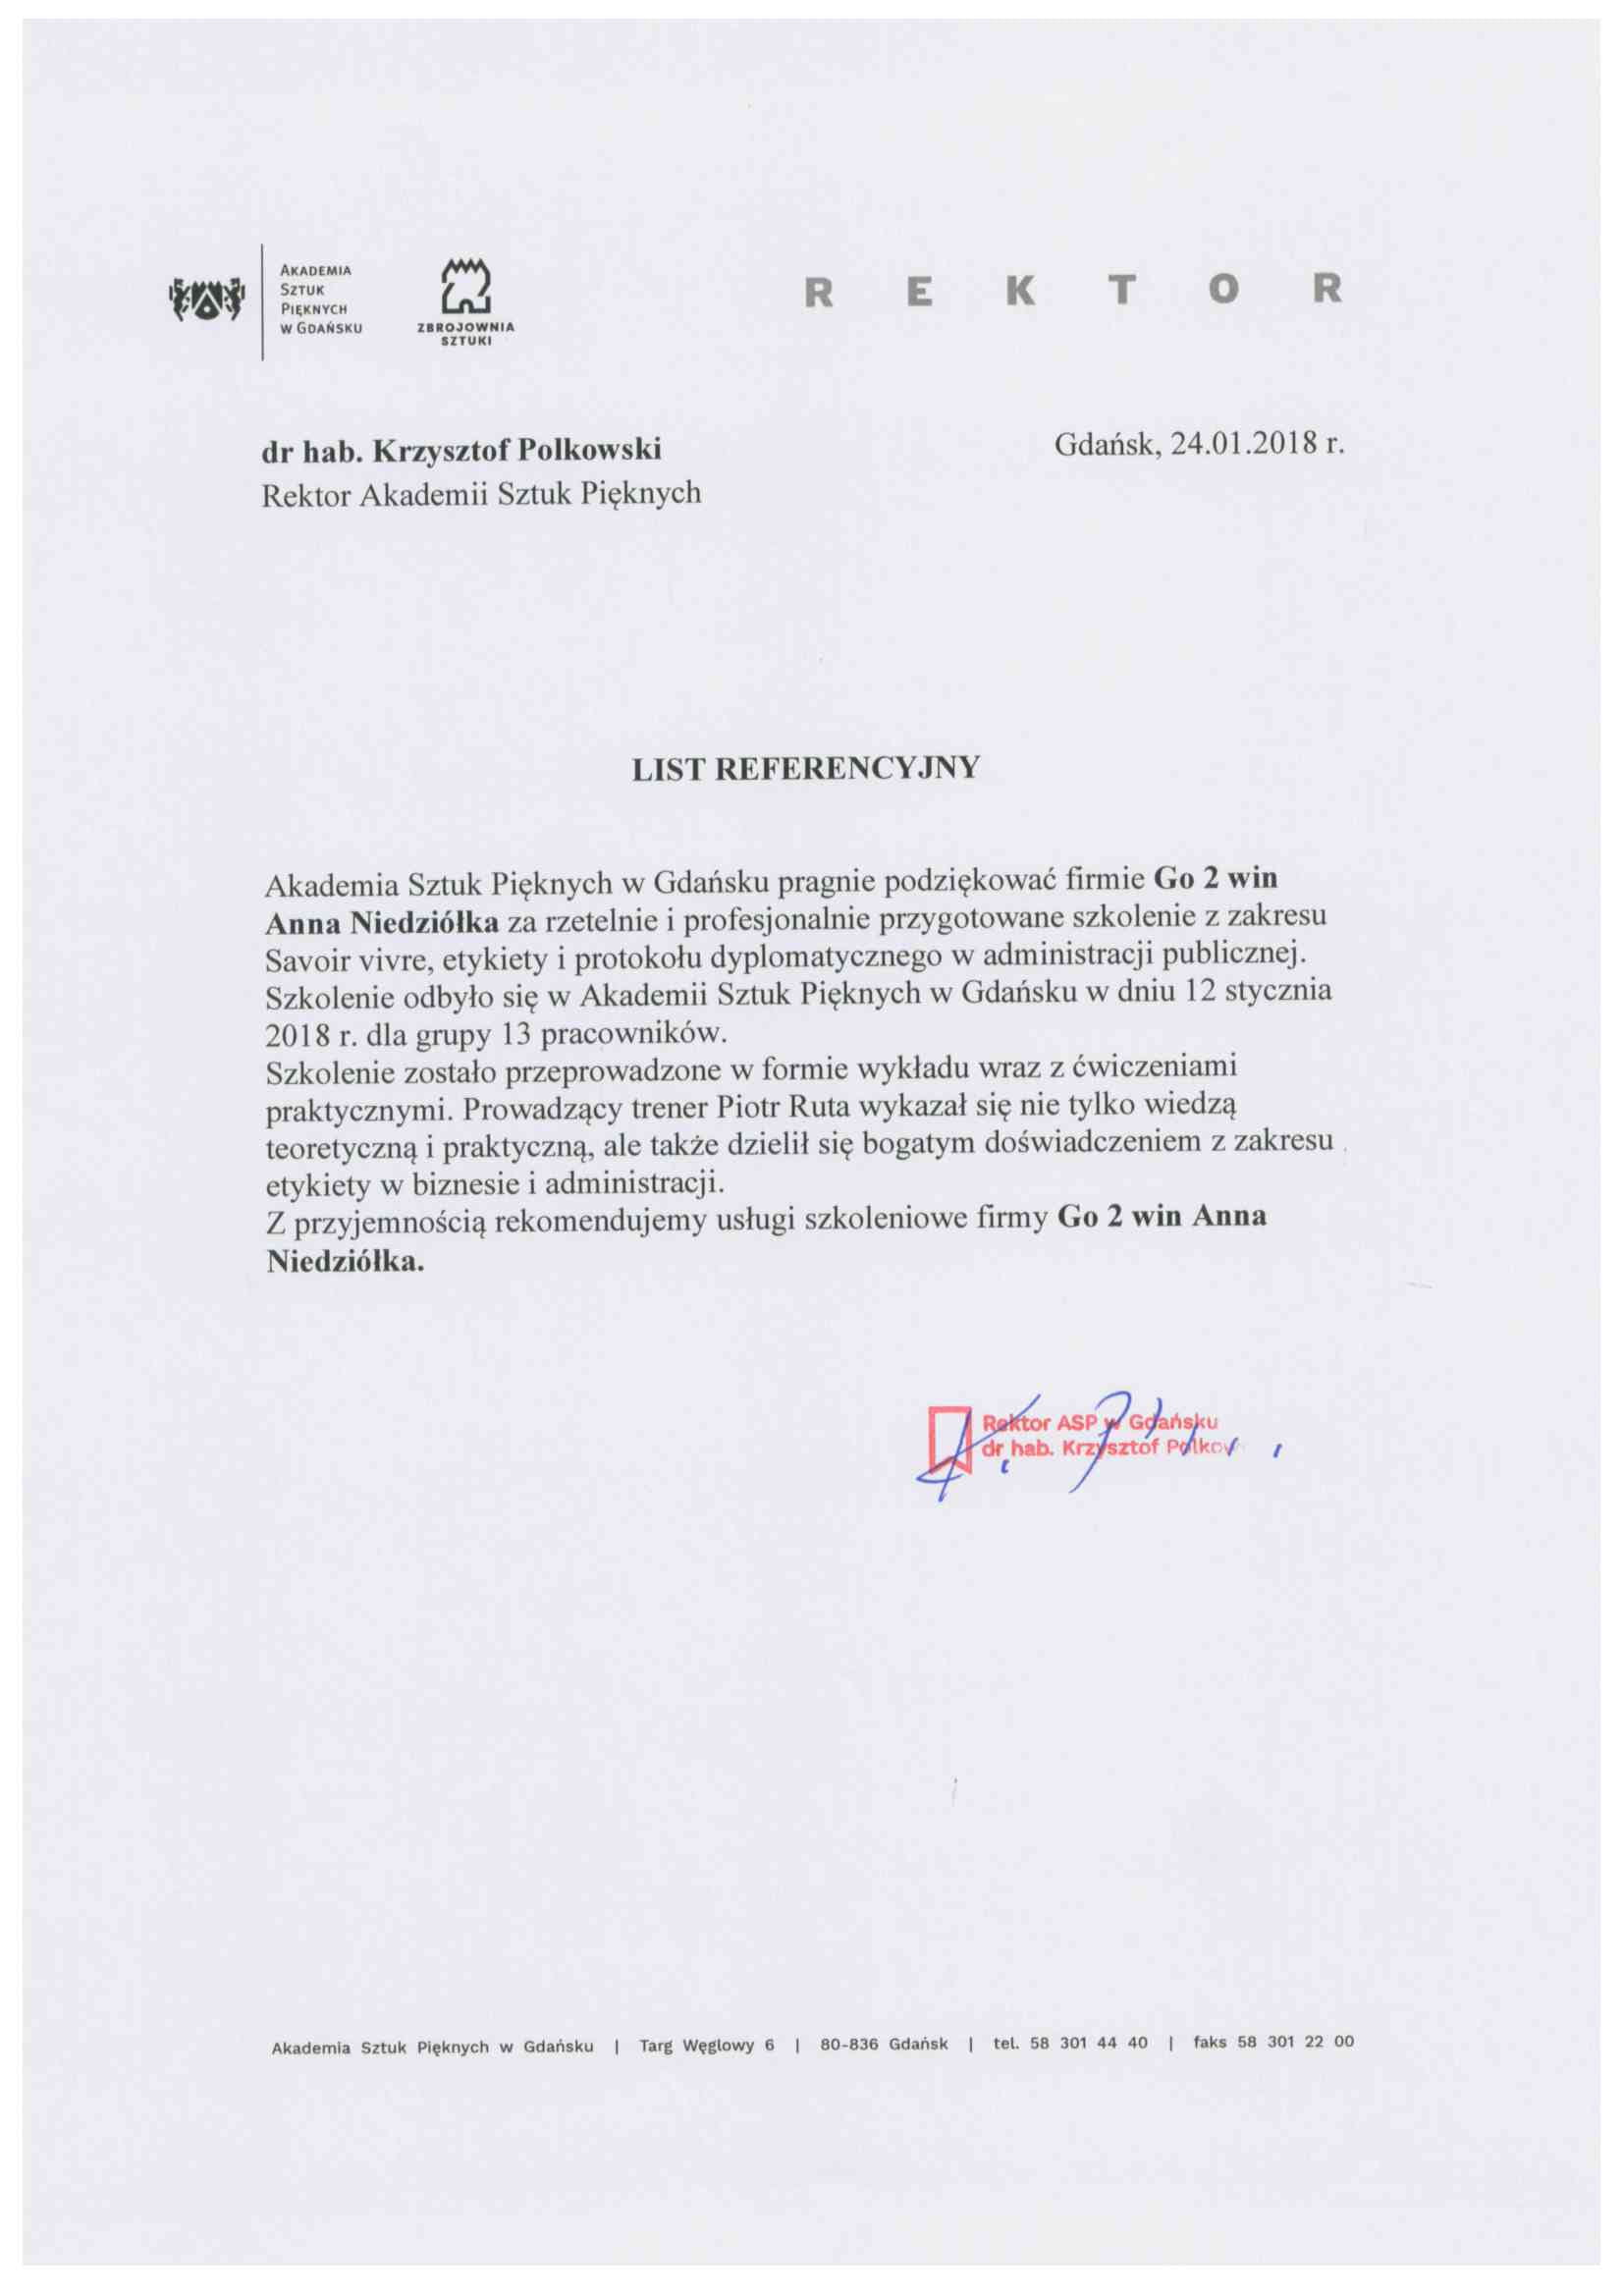 AKADEMIA
SZTUK
PIĘKNYCH
W GDAŃSKU
ZBROJOWNIA
SZTUKI
R E K T O R
dr hab. Krzysztof Polkowski
Gdańsk, 24.01.2018 r.
Rektor Akademii Sztuk Pięknych
LIST REFERENCYJNY
Akademia Sztuk Pięknych w Gdańsku pragnie podziękować firmie Go 2 win
Anna Niedziółka za rzetelnie i profesjonalnie przygotowane szkolenie z zakresu
Savoir vivre, etykiety i protokołu dyplomatycznego w administracji publicznej.
Szkolenie odbyło się w Akademii Sztuk Pięknych w Gdańsku w dniu 12 stycznia
2018 r. dla grupy 13 pracowników.
Szkolenie zostało przeprowadzone w formie wykładu wraz z ćwiczeniami
praktycznymi. Prowadzący trener Piotr Ruta wykazał się nie tylko wiedzą
teoretyczną i praktyczną, ale także dzielił się bogatym doświadczeniem z zakresu
etykiety w biznesie i administracji.
Z przyjemnością rekomendujemy usługi szkoleniowe firmy Go 2 win Anna
Niedziółka.
Rektor ASP w Gdańsku
dr hab. Krzysztof
Akademia Sztuk Pięknych w Gdańsku | Targ Węglowy 6 | 80-836 Gdańsk | tel. 58 301 44 40 | faks 58 301 22 00